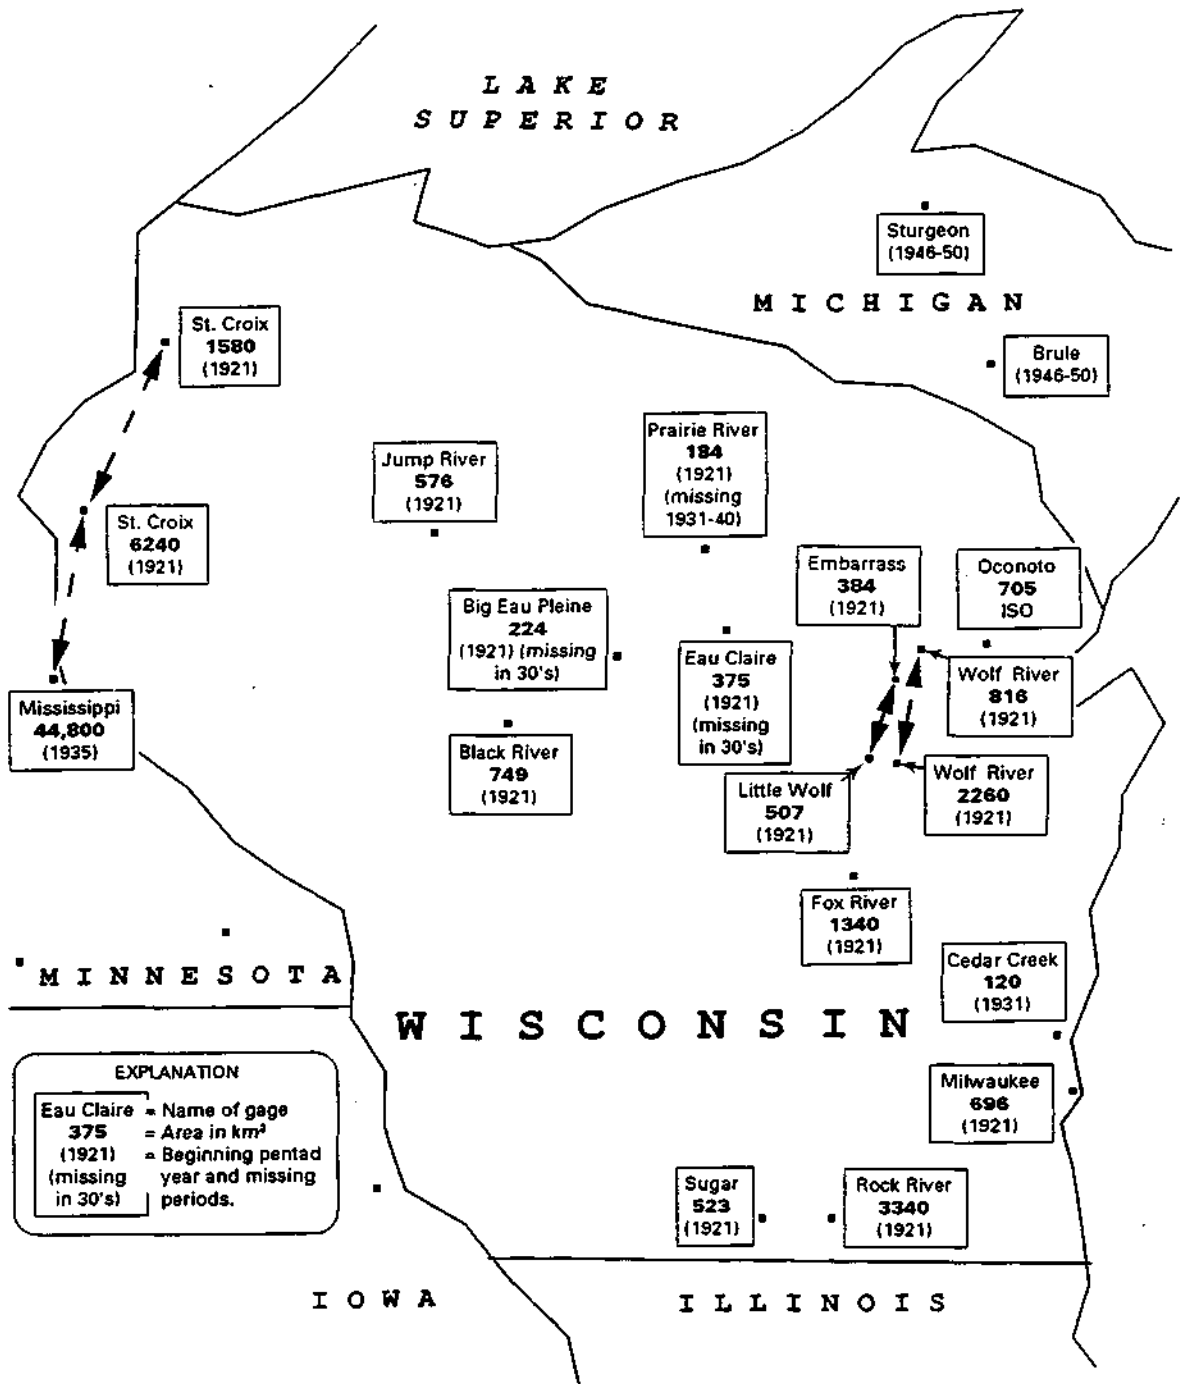 LAKE
SUPERIOR
Sturgeon
(1946-50)
MICHIGAN
St. Croix
1580
(1921)
Brule
(1946-50)
Prairie River
184
(1921)
(missing
1931-40)
Jump River
576
(1921)
St. Croix
6240
(1921)
Embarrass
384
(1921)
Oconoto
705
ISO
Big Eau Pleine
224
(1921) (missing
in 30's)
Eau Claire
375
(1921)
(missing
in 30's)
Wolf River
816
(1921)
Mississippi
44,800
(1935)
Black River
749
(1921)
Little Wolf
507
(1921)
Wolf River
2260
(1921)
Fox River
1340
(1921)
MINNESOTA
Cedar Creek
120
(1931)
WISCONSIN
EXPLANATION
Eau Claire = Name of gage
375 = Area in km²
(1921) = Beginning pentad
(missing year and missing
in 30's) periods.
Milwaukee
696
(1921)
Sugar
523
(1921)
Rock River
3340
(1921)
IOWA
ILLINOIS